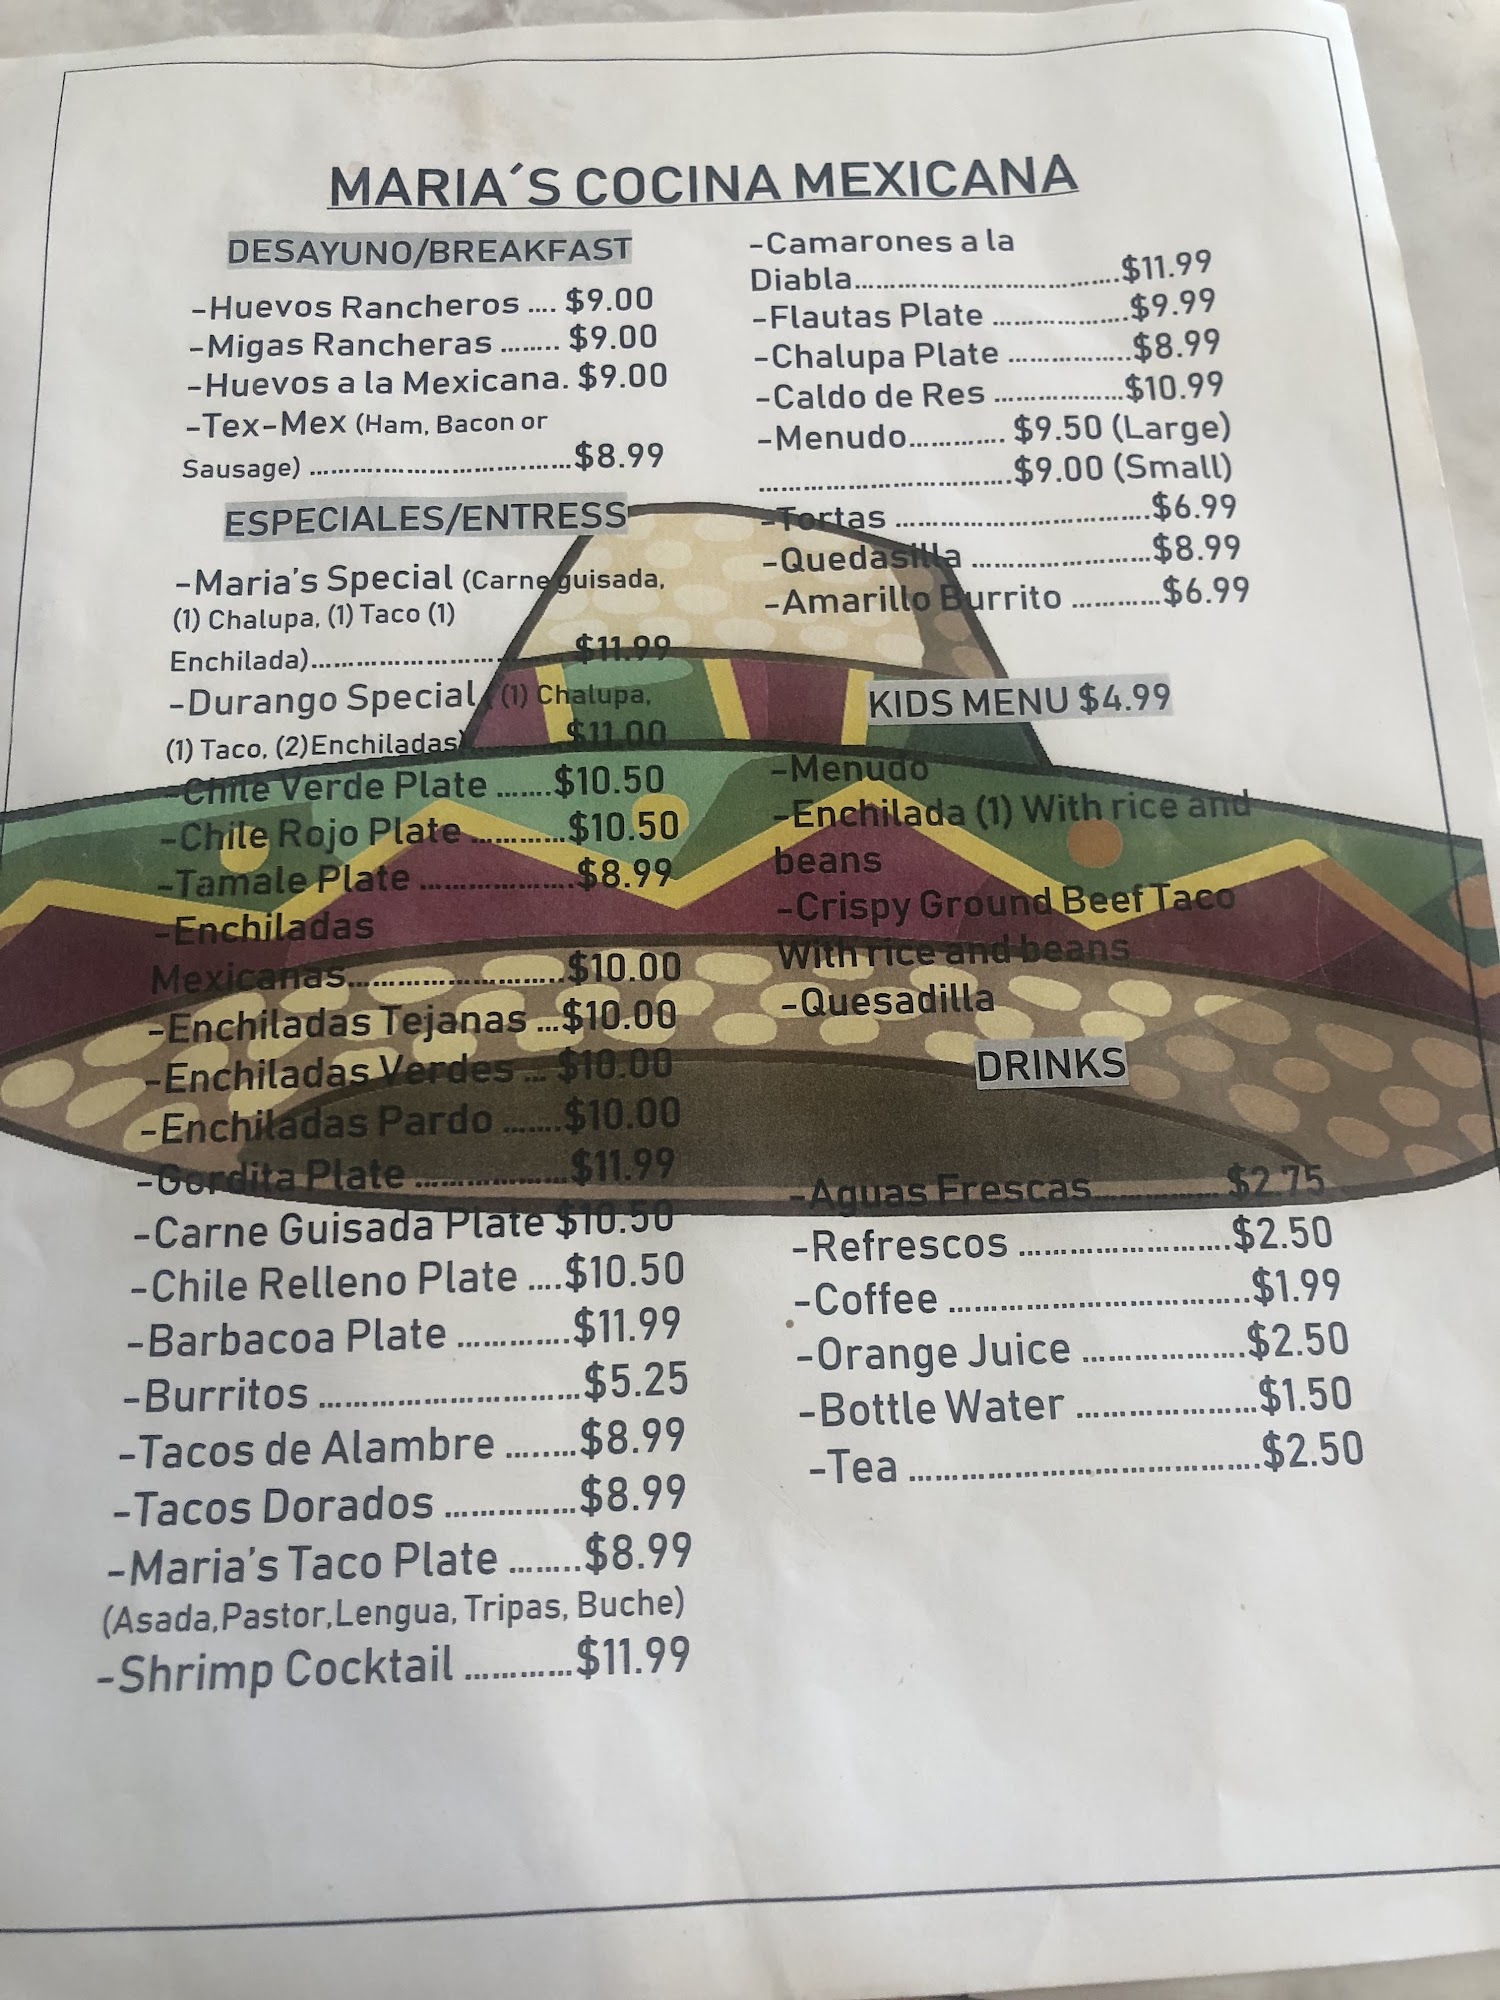 MARIA´S COCINA MEXICANA
DESAYUNO/BREAKFAST
-Huevos Rancheros .... $9.00
-Migas Rancheras ........ $9.00
-Huevos a la Mexicana. $9.00
-Tex-Mex (Ham, Bacon or
Sausage) ................................. $8.99
ESPECIALES/ENTRESS
-Maria's Special (Carne guisada,
(1) Chalupa, (1) Taco (1)
Enchilada)................................ $11.99
-Durango Special ( (1) Chalupa,
(1) Taco, (2)Enchiladas) $11.00
-Chile Verde Plate .......$10.50
-Chile Rojo Plate ............$10.50
-Tamale Plate ..................$8.99
-Enchiladas
Mexicanas.........................$10.00
-Enchiladas Tejanas ...$10.00
-Enchiladas Verdes ... $10.00
-Enchiladas Pardo .......$10.00
-Gordita Plate .................$11.99
-Carne Guisada Plate $10.50
-Chile Relleno Plate ....$10.50
-Barbacoa Plate .............$11.99
-Burritos .............................$5.25
-Tacos de Alambre ........$8.99
-Tacos Dorados ...............$8.99
-Maria's Taco Plate ........$8.99
(Asada,Pastor,Lengua, Tripas, Buche)
-Shrimp Cocktail ............$11.99
-Camarones a la
Diabla.....................................$11.99
-Flautas Plate ...................$9.99
-Chalupa Plate .................$8.99
-Caldo de Res ..................$10.99
-Menudo............. $9.50 (Large)
...................................$9.00 (Small)
-Tortas ...................................$6.99
-Quedasilla .........................$8.99
-Amarillo Burrito ............$6.99
KIDS MENU $4.99
-Menudo
-Enchilada (1) With rice and
beans
-Crispy Ground Beef Taco
With rice and beans
-Quesadilla
DRINKS
-Aguas Frescas............... $2.75
-Refrescos .........................$2.50
-Coffee ...................................$1.99
-Orange Juice ...................$2.50
-Bottle Water .....................$1.50
-Tea .........................................$2.50